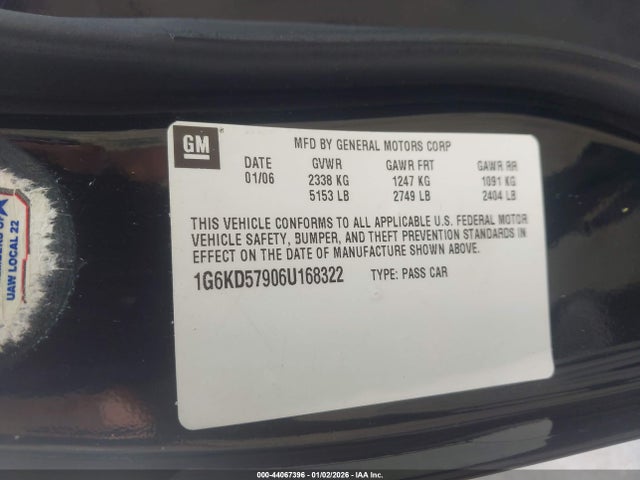 GM
MFD BY GENERAL MOTORS CORP
DATE GVWR GAWR FRT GAWR RR
01/06 2338 KG 1247 KG 1091 KG
5153 LB 2749 LB 2404 LB
THIS VEHICLE CONFORMS TO ALL APPLICABLE U.S. FEDERAL MOTOR
VEHICLE SAFETY, BUMPER, AND THEFT PREVENTION STANDARDS IN
EFFECT ON THE DATE OF MANUFACTURE SHOWN ABOVE.
1G6KD57906U168322 TYPE: PASS CAR
UAW LOCAL 22
000-44067396 - 01/02/2026 - IAA Inc.